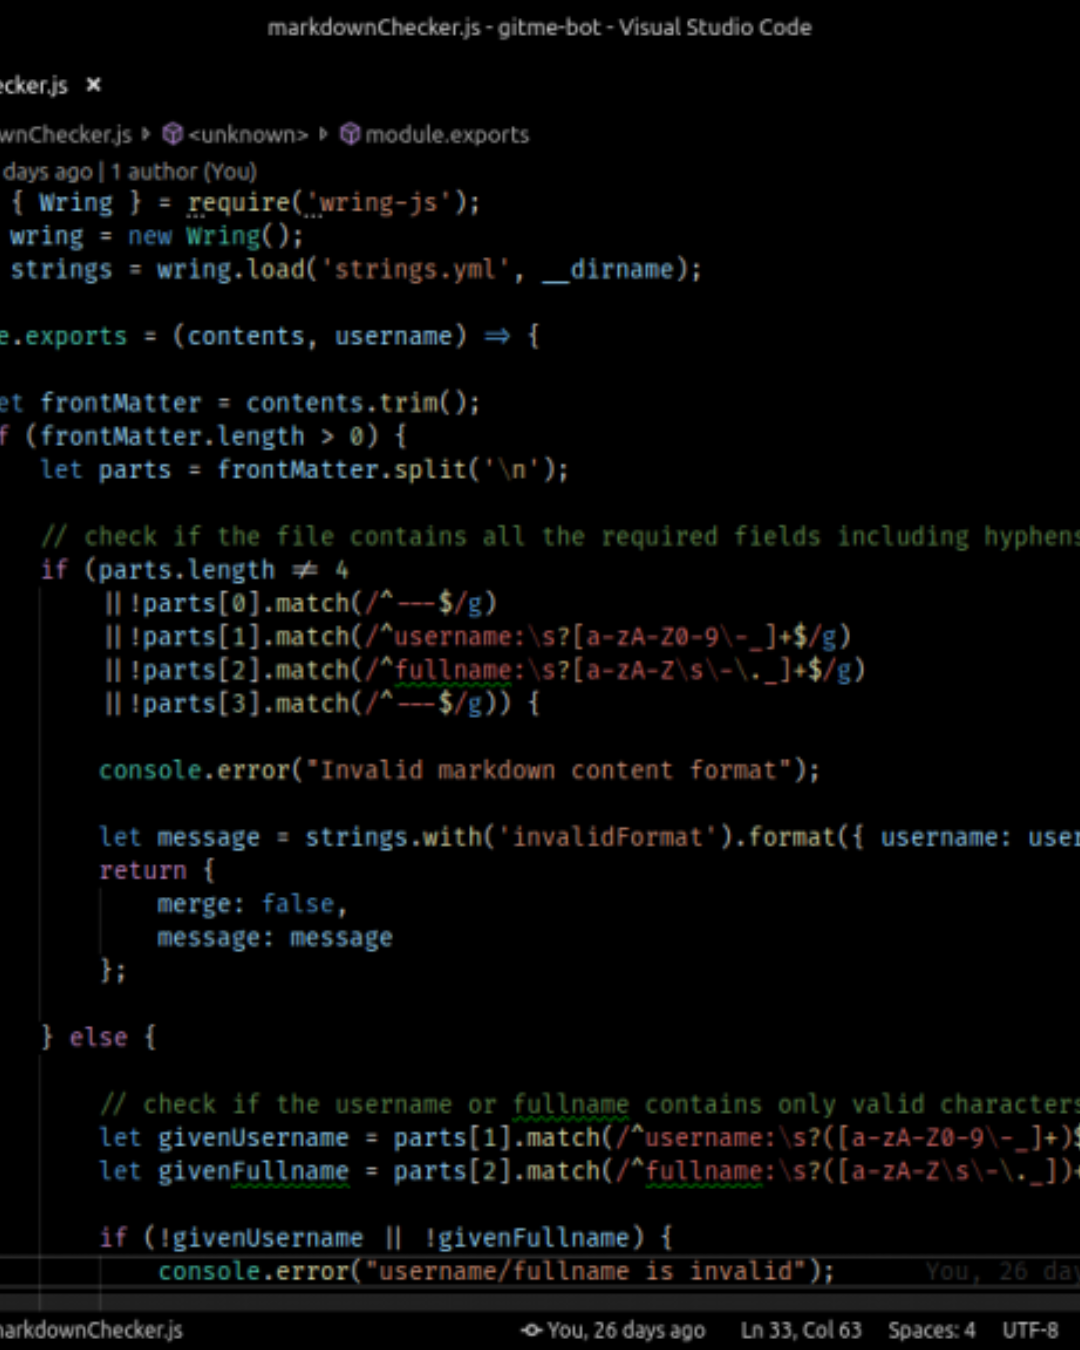 markdownChecker.js - gitme-bot - Visual Studio Code
ecker.js ×
wnChecker.js <unknown> module.exports
days ago | 1 author (You)
{ Wring } = require('wring-js');
wring = new Wring();
strings = wring.load('strings.yml', __dirname);
e.exports = (contents, username) => {
et frontMatter = contents.trim();
f (frontMatter.length > 0) {
let parts = frontMatter.split('\n');
// check if the file contains all the required fields including hyphens
if (parts.length != 4
|| !parts[0].match(/^---$/g)
|| !parts[1].match(/^username:\s?[a-zA-Z0-9\-_]+$/g)
|| !parts[2].match(/^fullname:\s?[a-zA-Z\s\-\._]+$/g)
|| !parts[3].match(/^---$/g)) {
console.error("Invalid markdown content format");
let message = strings.with('invalidFormat').format({ username: user
return {
merge: false,
message: message
};
} else {
// check if the username or fullname contains only valid characters
let givenUsername = parts[1].match(/^username:\s?([a-zA-Z0-9\-_]+)$
let givenFullname = parts[2].match(/^fullname:\s?([a-zA-Z\s\-\._])+
if (!givenUsername || !givenFullname) {
console.error("username/fullname is invalid"); You, 26 day
arkdownChecker.js You, 26 days ago Ln 33, Col 63 Spaces: 4 UTF-8